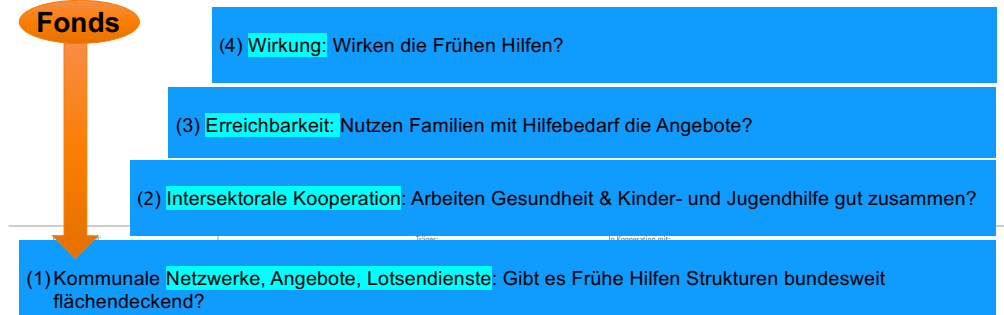 Fonds
(4) Wirkung: Wirken die Frühen Hilfen?
(3) Erreichbarkeit: Nutzen Familien mit Hilfebedarf die Angebote?
(2) Intersektorale Kooperation: Arbeiten Gesundheit & Kinder- und Jugendhilfe gut zusammen?
Träger:
In Kooperation mit:
(1) Kommunale Netzwerke, Angebote, Lotsendienste: Gibt es Frühe Hilfen Strukturen bundesweit
flächendeckend?